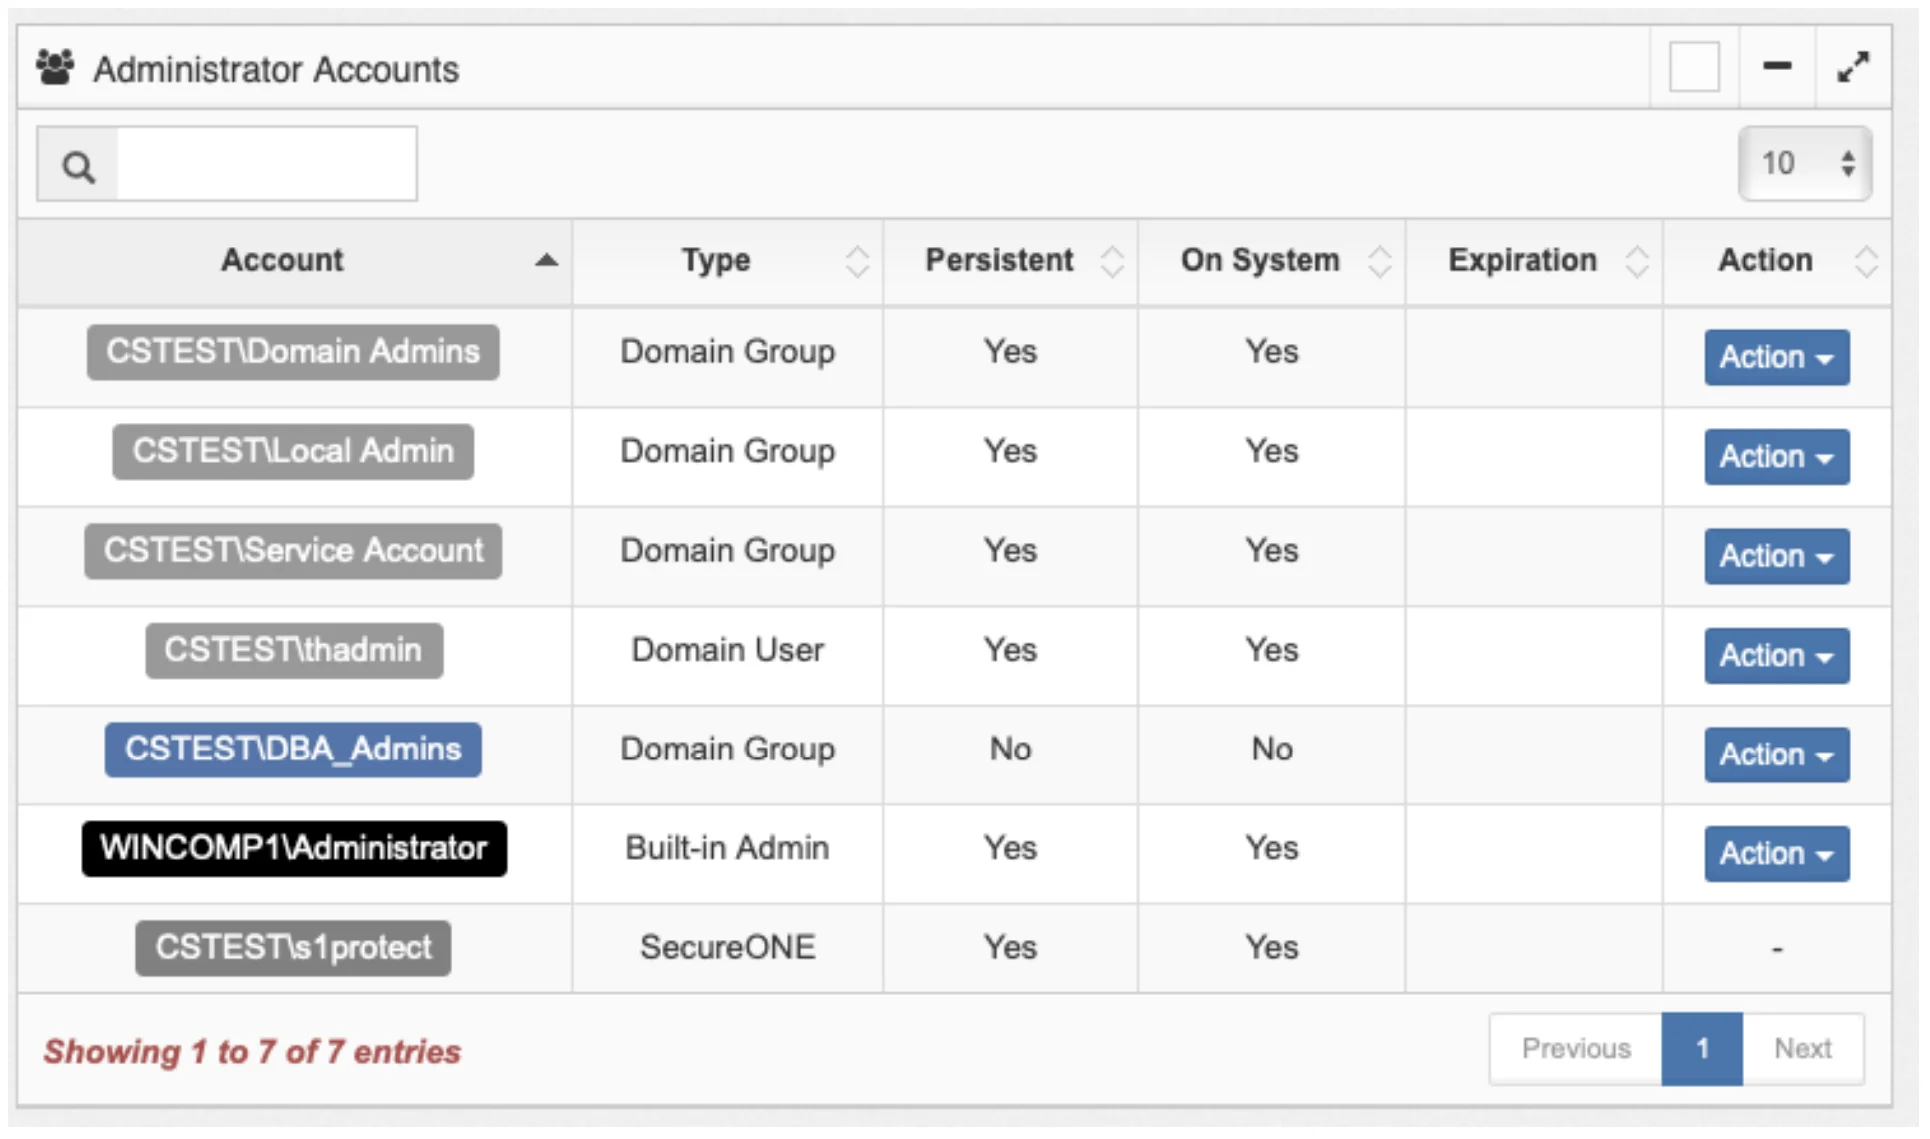 Administrator Accounts
10
Account Type Persistent On System Expiration Action
CSTEST\Domain Admins Domain Group Yes Yes Action
CSTEST\Local Admin Domain Group Yes Yes Action
CSTEST\Service Account Domain Group Yes Yes Action
CSTEST\thadmin Domain User Yes Yes Action
CSTEST\DBA_Admins Domain Group No No Action
WINCOMP1\Administrator Built-in Admin Yes Yes Action
CSTEST\s1protect SecureONE Yes Yes -
Showing 1 to 7 of 7 entries Previous 1 Next